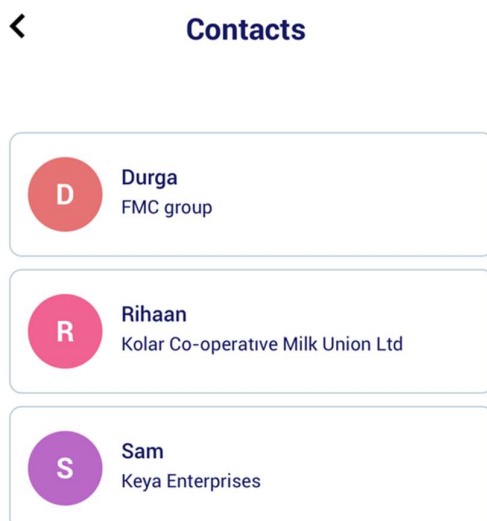 Contacts
D
Durga
FMC group
R
Rihaan
Kolar Co-operative Milk Union Ltd
S
Sam
Keya Enterprises